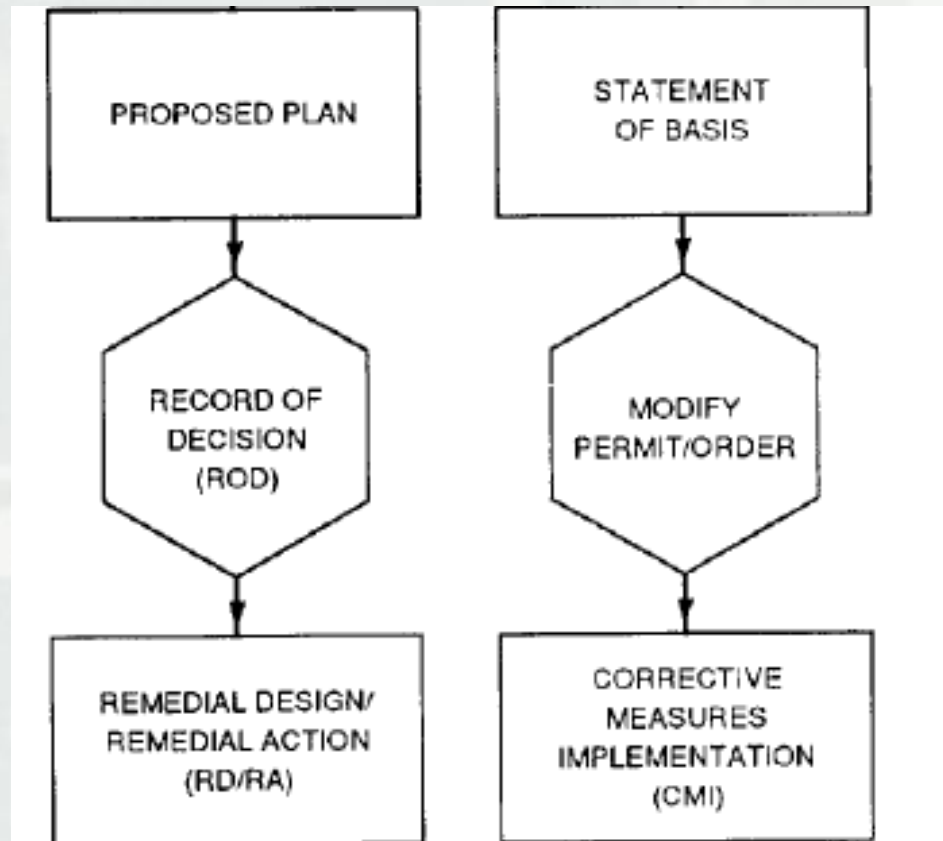 PROPOSED PLAN
RECORD OF
DECISION
(ROD)
REMEDIAL DESIGN/
REMEDIAL ACTION
(RD/RA)
STATEMENT
OF BASIS
MODIFY
PERMIT/ORDER
CORRECTIVE
MEASURES
IMPLEMENTATION
(CMI)